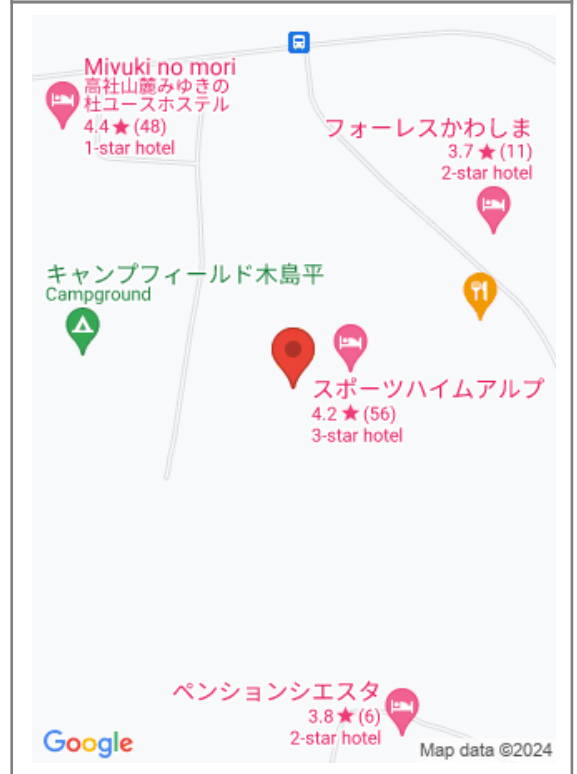 Mivuki no mori
高社山麓みゆきの
杜ユースホステル
4.4★(48)
1-star hotel
フォーレスかわしま
3.7★(11)
2-star hotel
キャンプフィールド木島平
Campground
スポーツハイムアルプ
4.2★(56)
3-star hotel
ペンションシエスタ
3.8★(6)
2-star hotel
Google
Map data ©2024